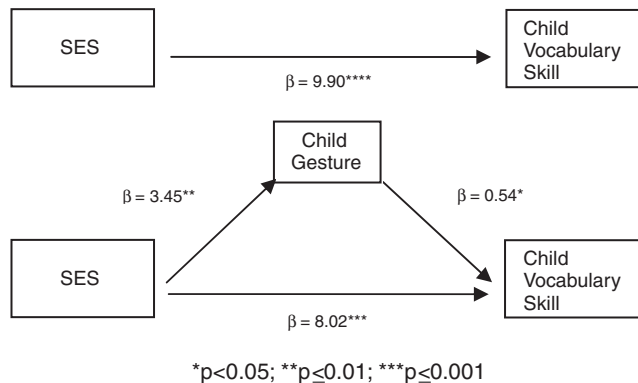 SES
Child
Vocabulary
Skill
β = 9.90****
Child
Gesture
β = 3.45**
β = 0.54*
SES
Child
Vocabulary
Skill
β = 8.02***
*p<0.05; **p≤0.01; ***p≤0.001